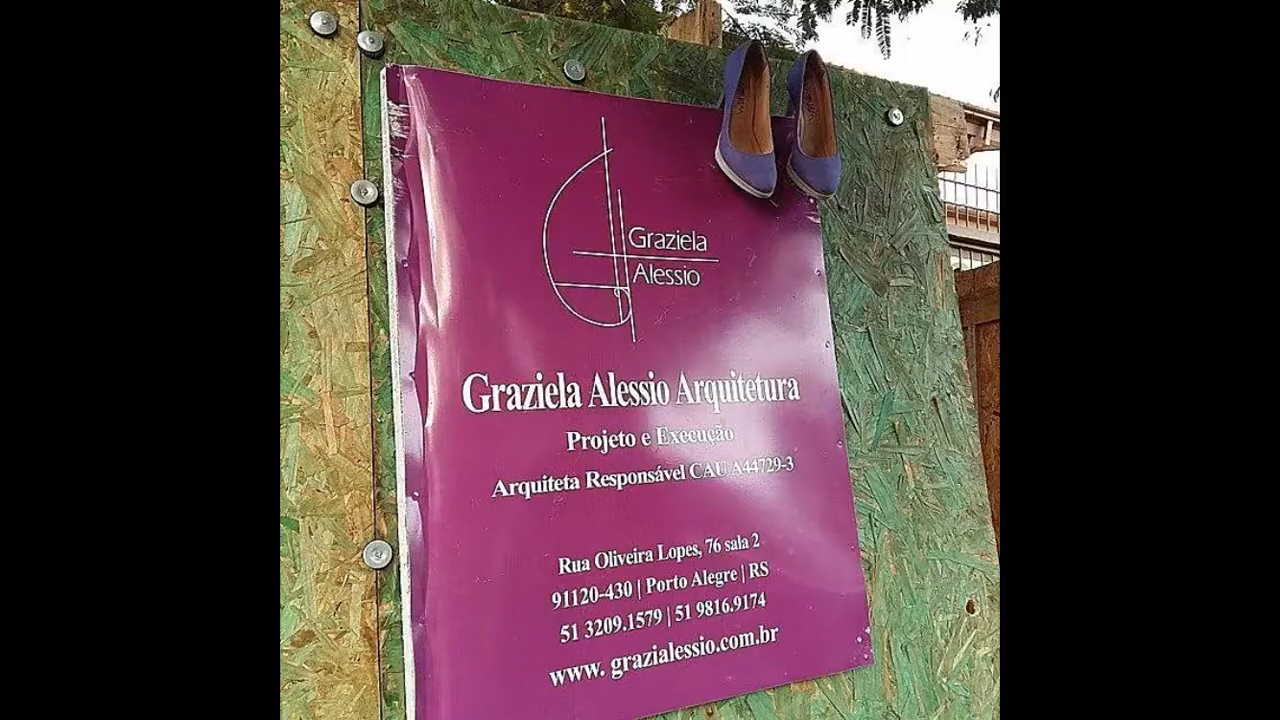 Graziela
Alessio
Graziela Alessio Arquitetura
Projeto e Execução
Arquiteta Responsável CAU A44729-3
Rua Oliveira Lopes, 76 sala 2
91120-430 | Porto Alegre | RS
51 3209.1579 | 51 9816.9174
www. grazialessio.com.br